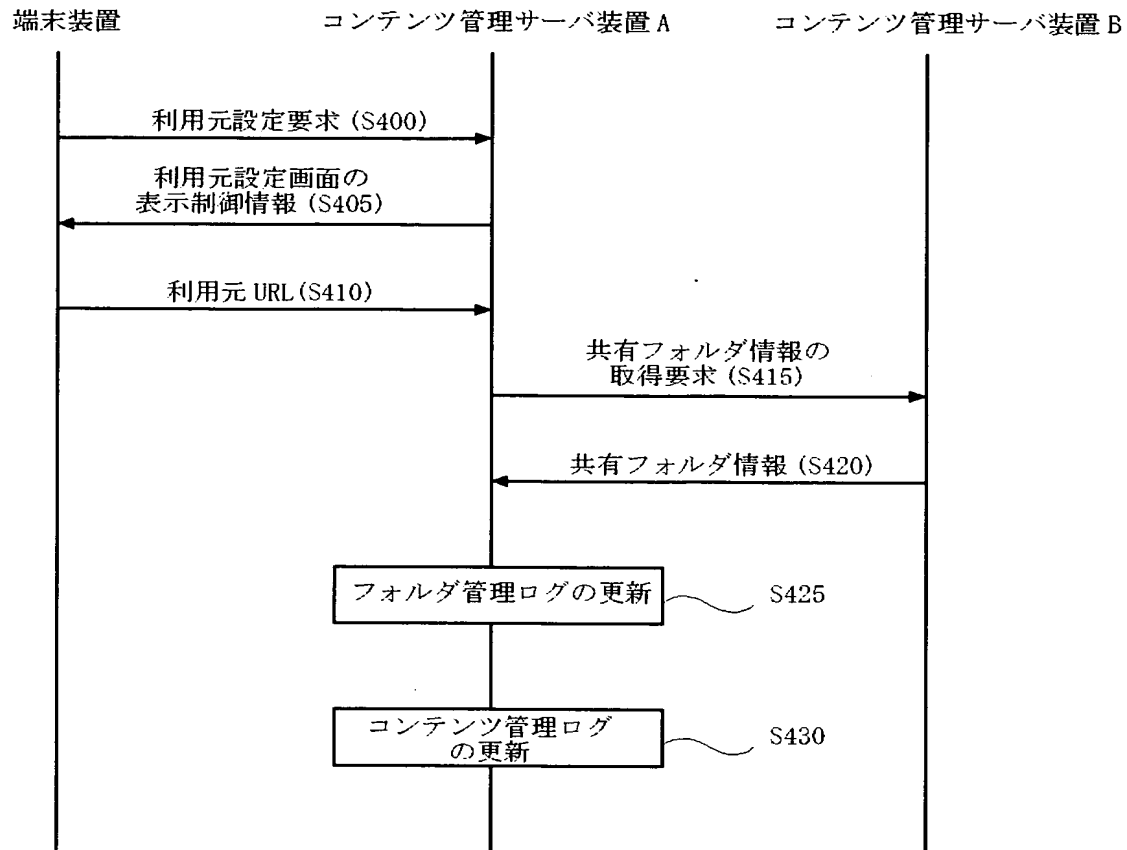 端末装置
コンテンツ管理サーバ装置A
コンテンツ管理サーバ装置B
利用元設定要求(S400)
利用元設定画面の
表示制御情報(S405)
利用元URL(S410)
共有フォルダ情報の
取得要求(S415)
共有フォルダ情報(S420)
フォルダ管理ログの更新
S425
コンテンツ管理ログ
の更新
S430